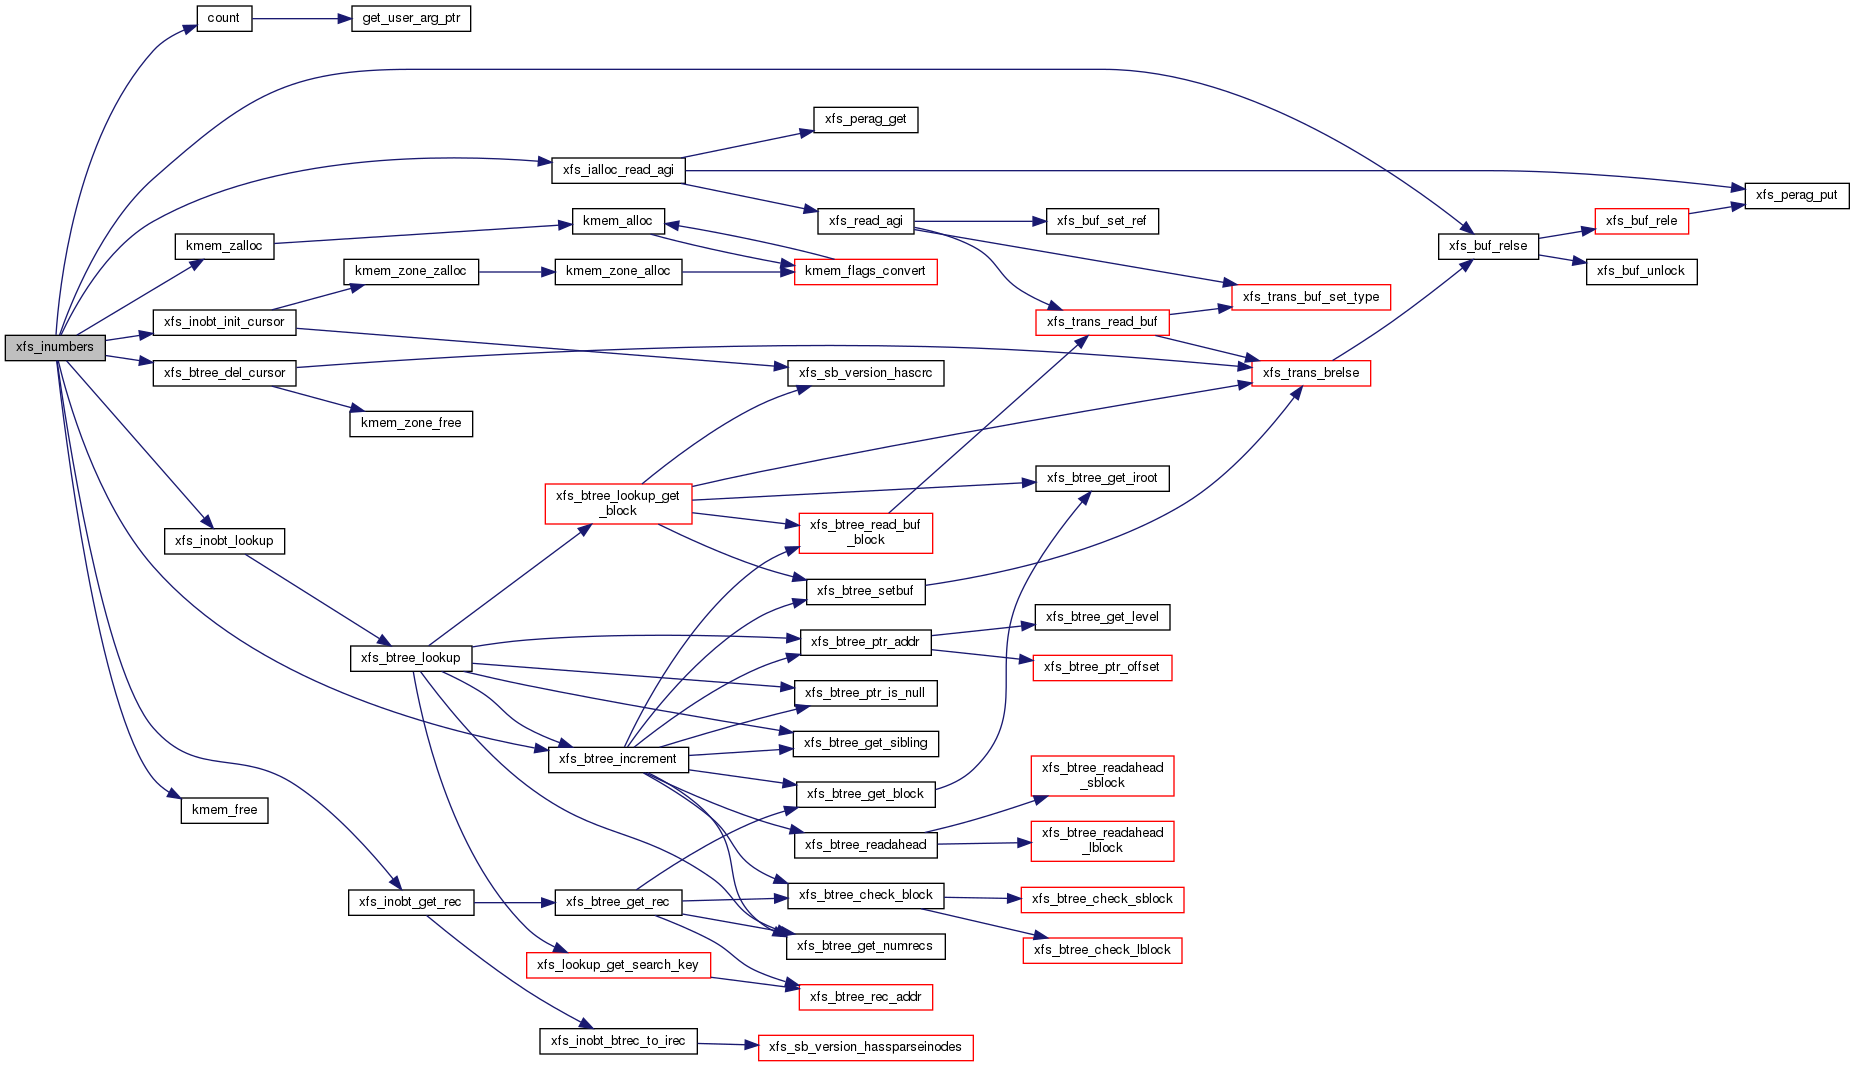 count
get_user_arg_ptr
xfs_perag_get
xfs_ialloc_read_agi
xfs_perag_put
kmem_alloc
xfs_read_agi
xfs_buf_set_ref
xfs_buf_rele
kmem_zalloc
xfs_buf_relse
kmem_zone_zalloc
kmem_zone_alloc
kmem_flags_convert
xfs_buf_unlock
xfs_trans_buf_set_type
xfs_inobt_init_cursor
xfs_trans_read_buf
xfs_inumbers
xfs_btree_del_cursor
xfs_sb_version_hascrc
xfs_trans_brelse
kmem_zone_free
xfs_btree_get_iroot
xfs_btree_lookup_get
_block
xfs_btree_read_buf
_block
xfs_inobt_lookup
xfs_btree_setbuf
xfs_btree_get_level
xfs_btree_ptr_addr
xfs_btree_lookup
xfs_btree_ptr_offset
xfs_btree_ptr_is_null
xfs_btree_get_sibling
xfs_btree_increment
xfs_btree_readahead
_sblock
xfs_btree_get_block
kmem_free
xfs_btree_readahead
xfs_btree_readahead
_lblock
xfs_inobt_get_rec
xfs_btree_get_rec
xfs_btree_check_block
xfs_btree_check_sblock
xfs_btree_get_numrecs
xfs_btree_check_lblock
xfs_lookup_get_search_key
xfs_btree_rec_addr
xfs_inobt_btrec_to_irec
xfs_sb_version_hassparseinodes